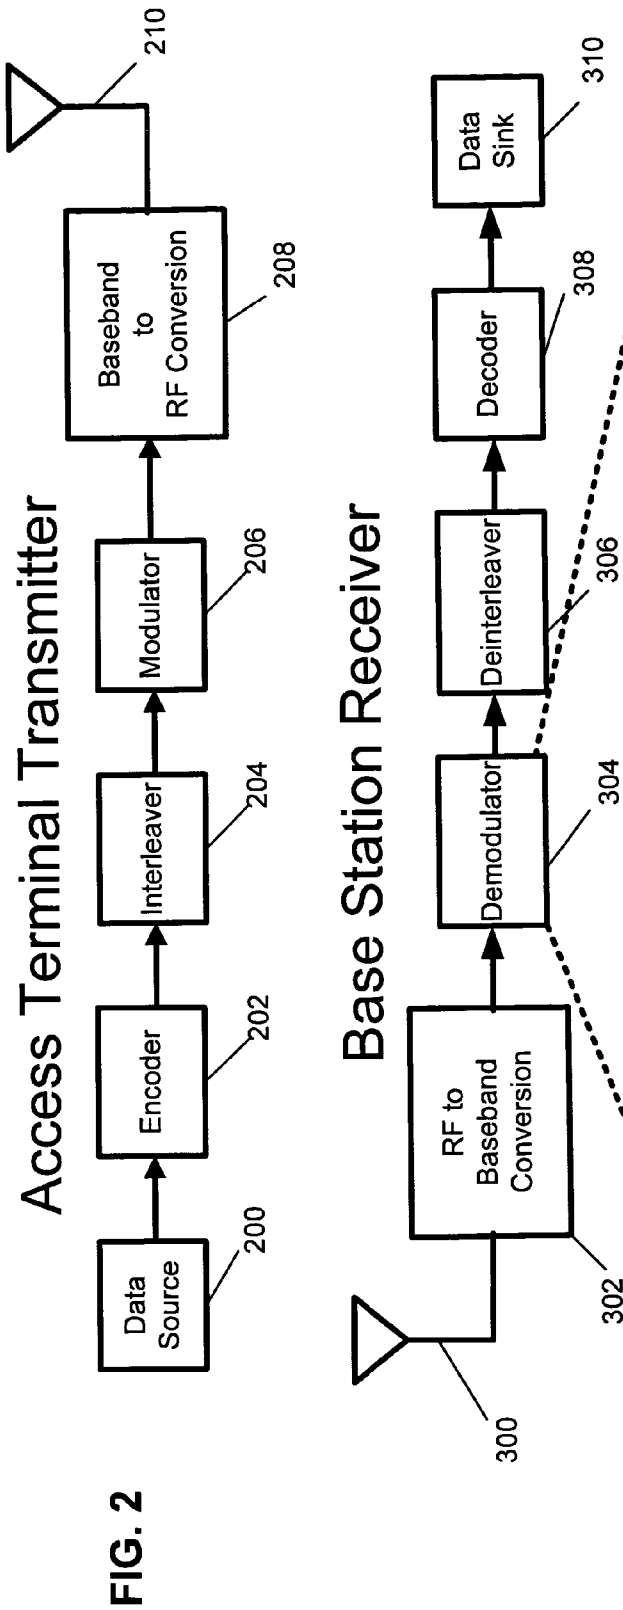 FIG. 2
Access Terminal Transmitter
Data
Source
200
Encoder
202
Interleaver
204
Modulator
206
Baseband
to
RF Conversion
208
210
Base Station Receiver
300
RF to
Baseband
Conversion
302
Demodulator
304
Deinterleaver
306
Decoder
308
Data
Sink
310